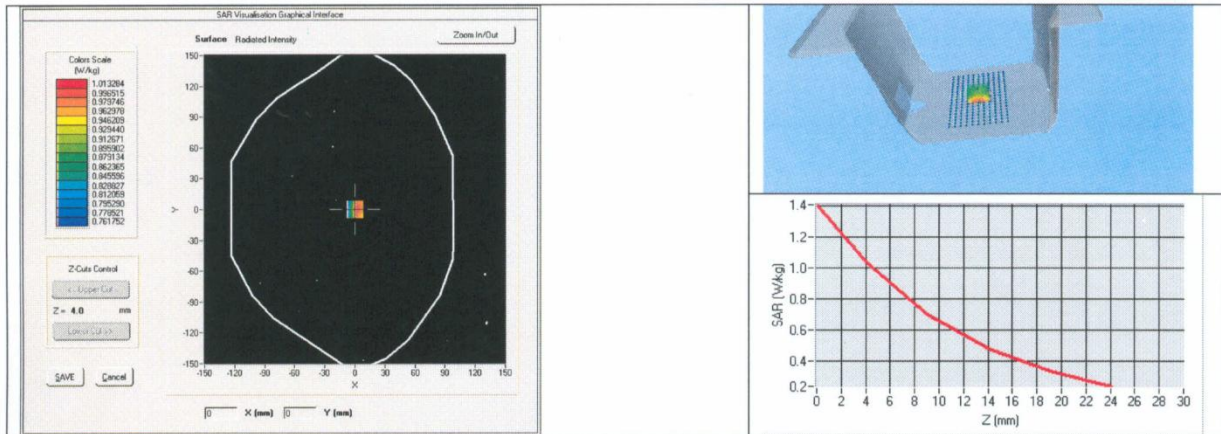 SAR Visualisation Graphical Interface
Surface Radiated Intensity
Zoom In/Out
Colors Scale
(W/kg)
1.013284
0.996515
0.979746
0.962978
0.946209
0.929440
0.912671
0.895902
0.879134
0.862365
0.845596
0.828827
0.812059
0.795290
0.778521
0.761752
150
120
90
60
30
0
-30
-60
-90
-120
-150
Y
-150 -120 -90 -60 -30 0 30 60 90 120 150
X
Z-Cuts Control
<- Upper Cut
Z = 4.0 mm
Lower Cut ->
SAVE Cancel
0 X (mm) 0 Y (mm)
1.4
1.2
1.0
0.8
0.6
0.4
0.2
SAR (W/kg)
0 2 4 6 8 10 12 14 16 18 20 22 24 26 28 30
Z (mm)